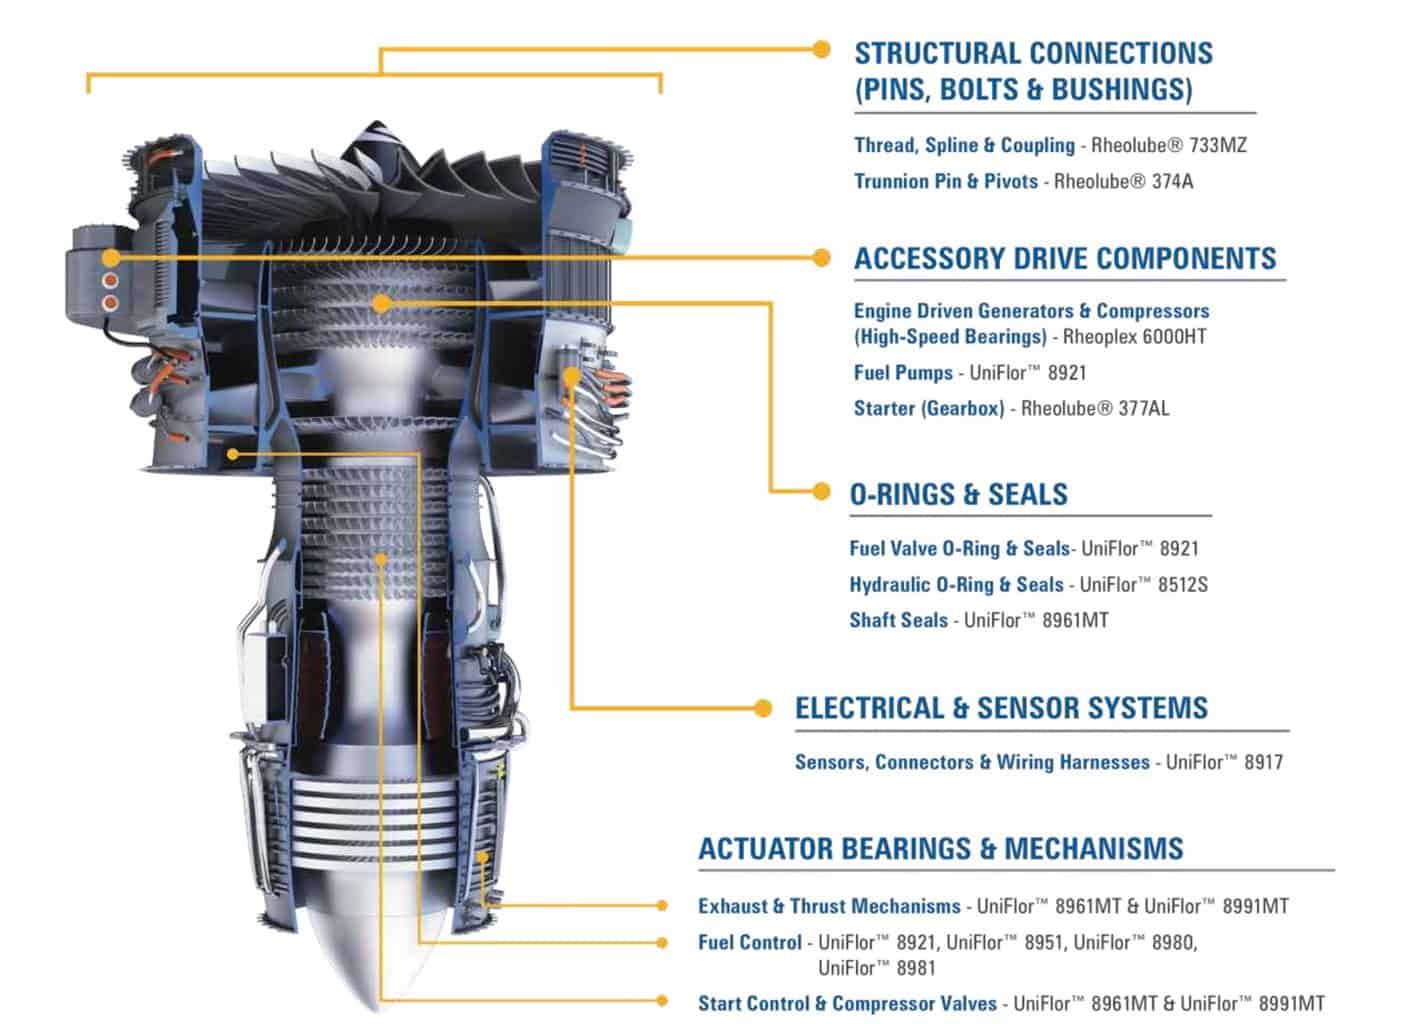 STRUCTURAL CONNECTIONS
(PINS, BOLTS & BUSHINGS)
Thread, Spline & Coupling - Rheolube® 733MZ
Trunnion Pin & Pivots - Rheolube® 374A
ACCESSORY DRIVE COMPONENTS
Engine Driven Generators & Compressors
(High-Speed Bearings) - Rheoplex 6000HT
Fuel Pumps - UniFlor™ 8921
Starter (Gearbox) - Rheolube® 377AL
O-RINGS & SEALS
Fuel Valve O-Ring & Seals- UniFlor™ 8921
Hydraulic O-Ring & Seals - UniFlor™ 8512S
Shaft Seals - UniFlor™ 8961MT
ELECTRICAL & SENSOR SYSTEMS
Sensors, Connectors & Wiring Harnesses - UniFlor™ 8917
ACTUATOR BEARINGS & MECHANISMS
Exhaust & Thrust Mechanisms - UniFlor™ 8961MT & UniFlor™ 8991MT
Fuel Control - UniFlor™ 8921, UniFlor™ 8951, UniFlor™ 8980,
UniFlor™ 8981
Start Control & Compressor Valves - UniFlor™ 8961MT & UniFlor™ 8991MT